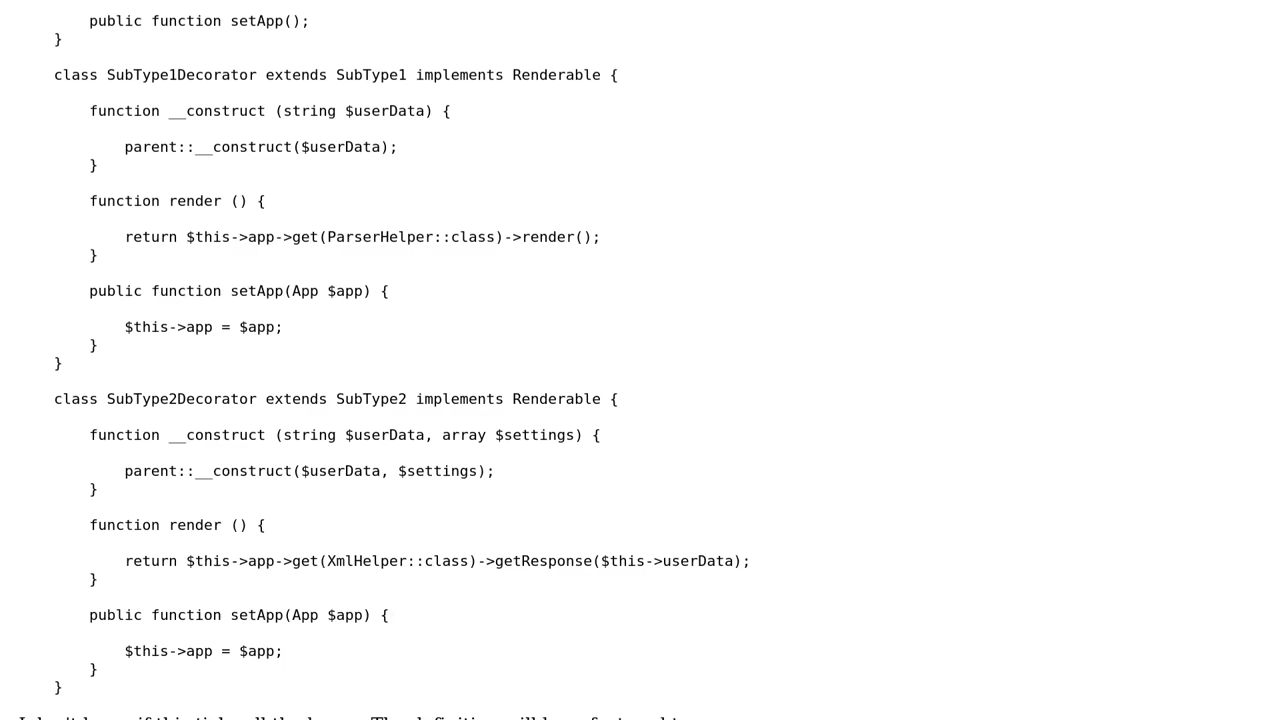 public function setApp();
}
class SubType1Decorator extends SubType1 implements Renderable {
function __construct (string $userData) {
parent::__construct($userData);
}
function render () {
return $this->app->get(ParserHelper::class)->render();
}
public function setApp(App $app) {
$this->app = $app;
}
}
class SubType2Decorator extends SubType2 implements Renderable {
function __construct (string $userData, array $settings) {
parent::__construct($userData, $settings);
}
function render () {
return $this->app->get(XmlHelper::class)->getResponse($this->userData);
}
public function setApp(App $app) {
$this->app = $app;
}
}